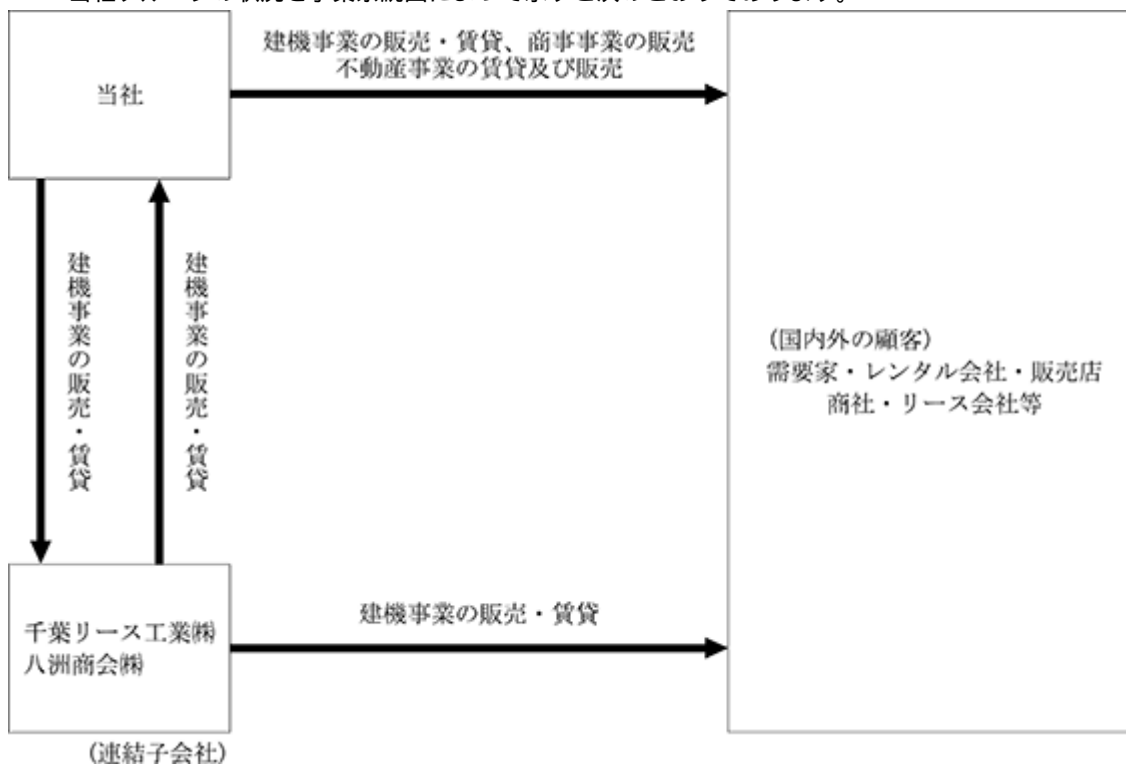 建機事業の販売・賃貸、商事事業の販売
不動産事業の賃貸及び販売
当社
建機事業の販売・賃貸
建機事業の販売・賃貸
(国内外の顧客)
需要家・レンタル会社・販売店
商社・リース会社等
建機事業の販売・賃貸
千葉リース工業㈱
八洲商会㈱
(連結子会社)